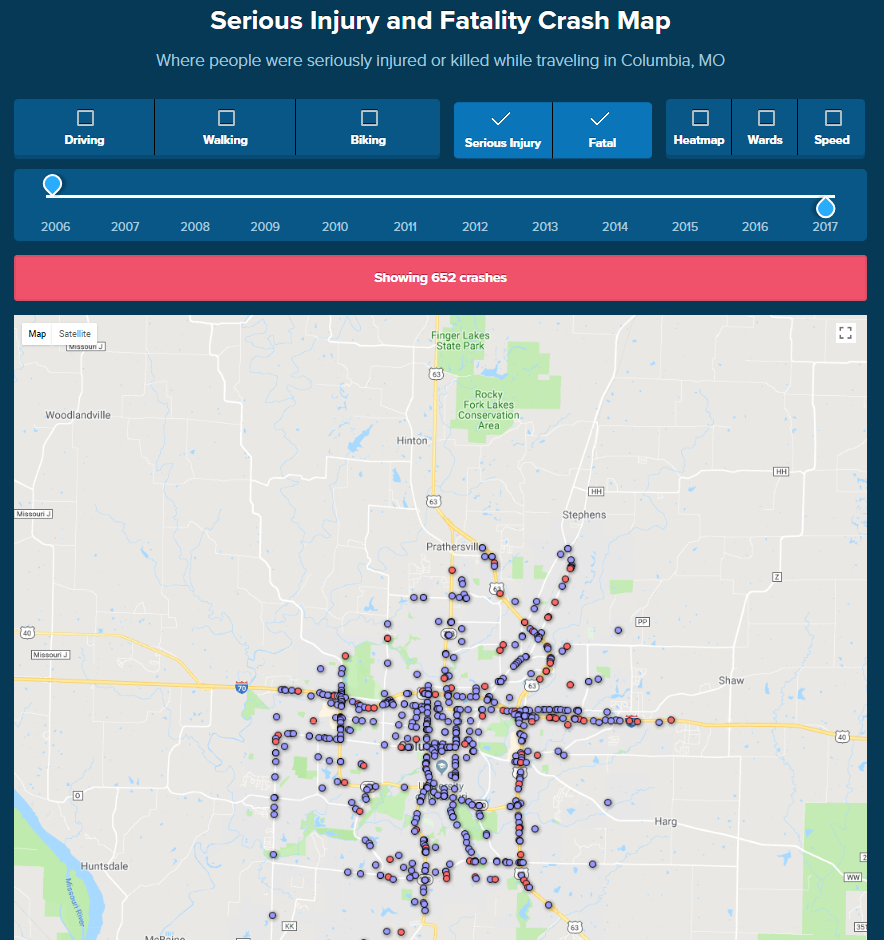 Serious Injury and Fatality Crash Map
Where people were seriously injured or killed while traveling in Columbia, MO
Driving
Walking
Biking
Serious Injury
Fatal
Heatmap
Wards
Speed
2006 2007 2008 2009 2010 2011 2012 2013 2014 2015 2016 2017
Showing 652 crashes
Map Satellite
Missouri J
Finger Lakes
State Park
63
Rocky
Fork Lakes
Conservation
Area
Woodlandville
Hinton
HH
HH
63
Missouri J
Stephens
Prathersville
Z
63
PP
40
Missouri J
Shaw
70
63
40
O
Harg
Huntsdale
WW
Missouri River
KK
63